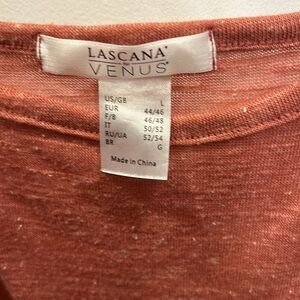 LASCANA
VENUS
US/GB L
EUR 44/46
F/B 46/48
IT 50/52
RU/UA 52/54
BR G
Made in China